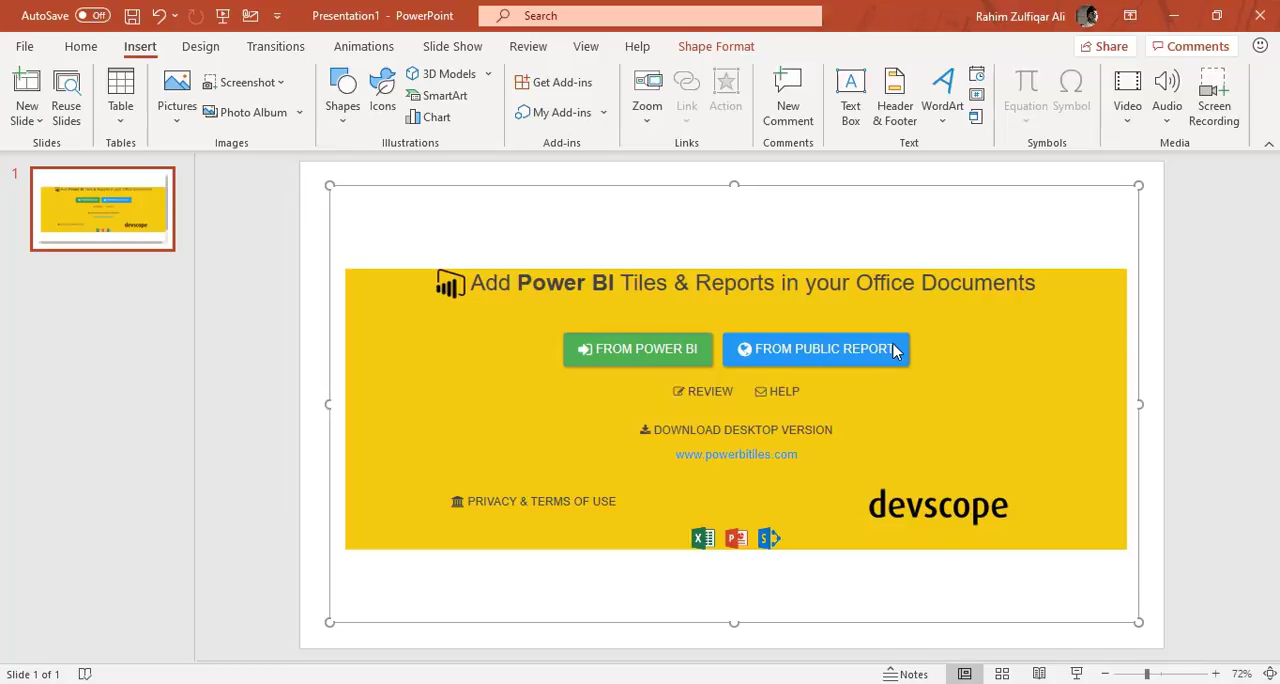 AutoSave Off Presentation1 - PowerPoint Search Rahim Zulfiqar Ali
File Home Insert Design Transitions Animations Slide Show Review View Help Shape Format Share Comments
New Slide Reuse Slides Table Pictures Screenshot Photo Album Shapes Icons 3D Models SmartArt Chart Get Add-ins My Add-ins Zoom Link Action New Comment Text Box Header & Footer WordArt Equation Symbol Video Audio Screen Recording
Slides Tables Images Illustrations Add-ins Links Comments Text Symbols Media
1
Add Power BI Tiles & Reports in your Office Documents
FROM POWER BI FROM PUBLIC REPORT
REVIEW HELP
DOWNLOAD DESKTOP VERSION
www.powerbitiles.com
PRIVACY & TERMS OF USE
devscope
Slide 1 of 1 Notes 72%